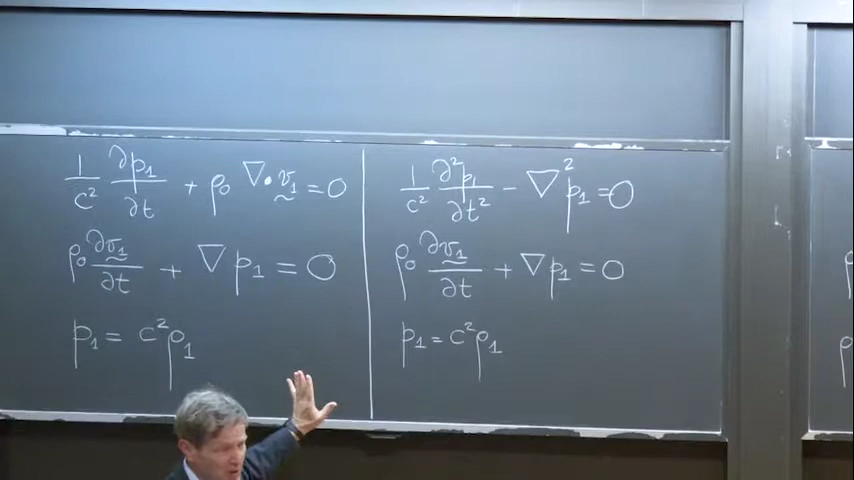 1/c² ∂p₁/∂t + ρ₀ ∇·v₁ = 0
ρ₀ ∂v₁/∂t + ∇p₁ = 0
p₁ = c²ρ₁
1/c² ∂²p₁/∂t² − ∇²p₁ = 0
ρ₀ ∂v₁/∂t + ∇p₁ = 0
p₁ = c²ρ₁
ρ
ρ